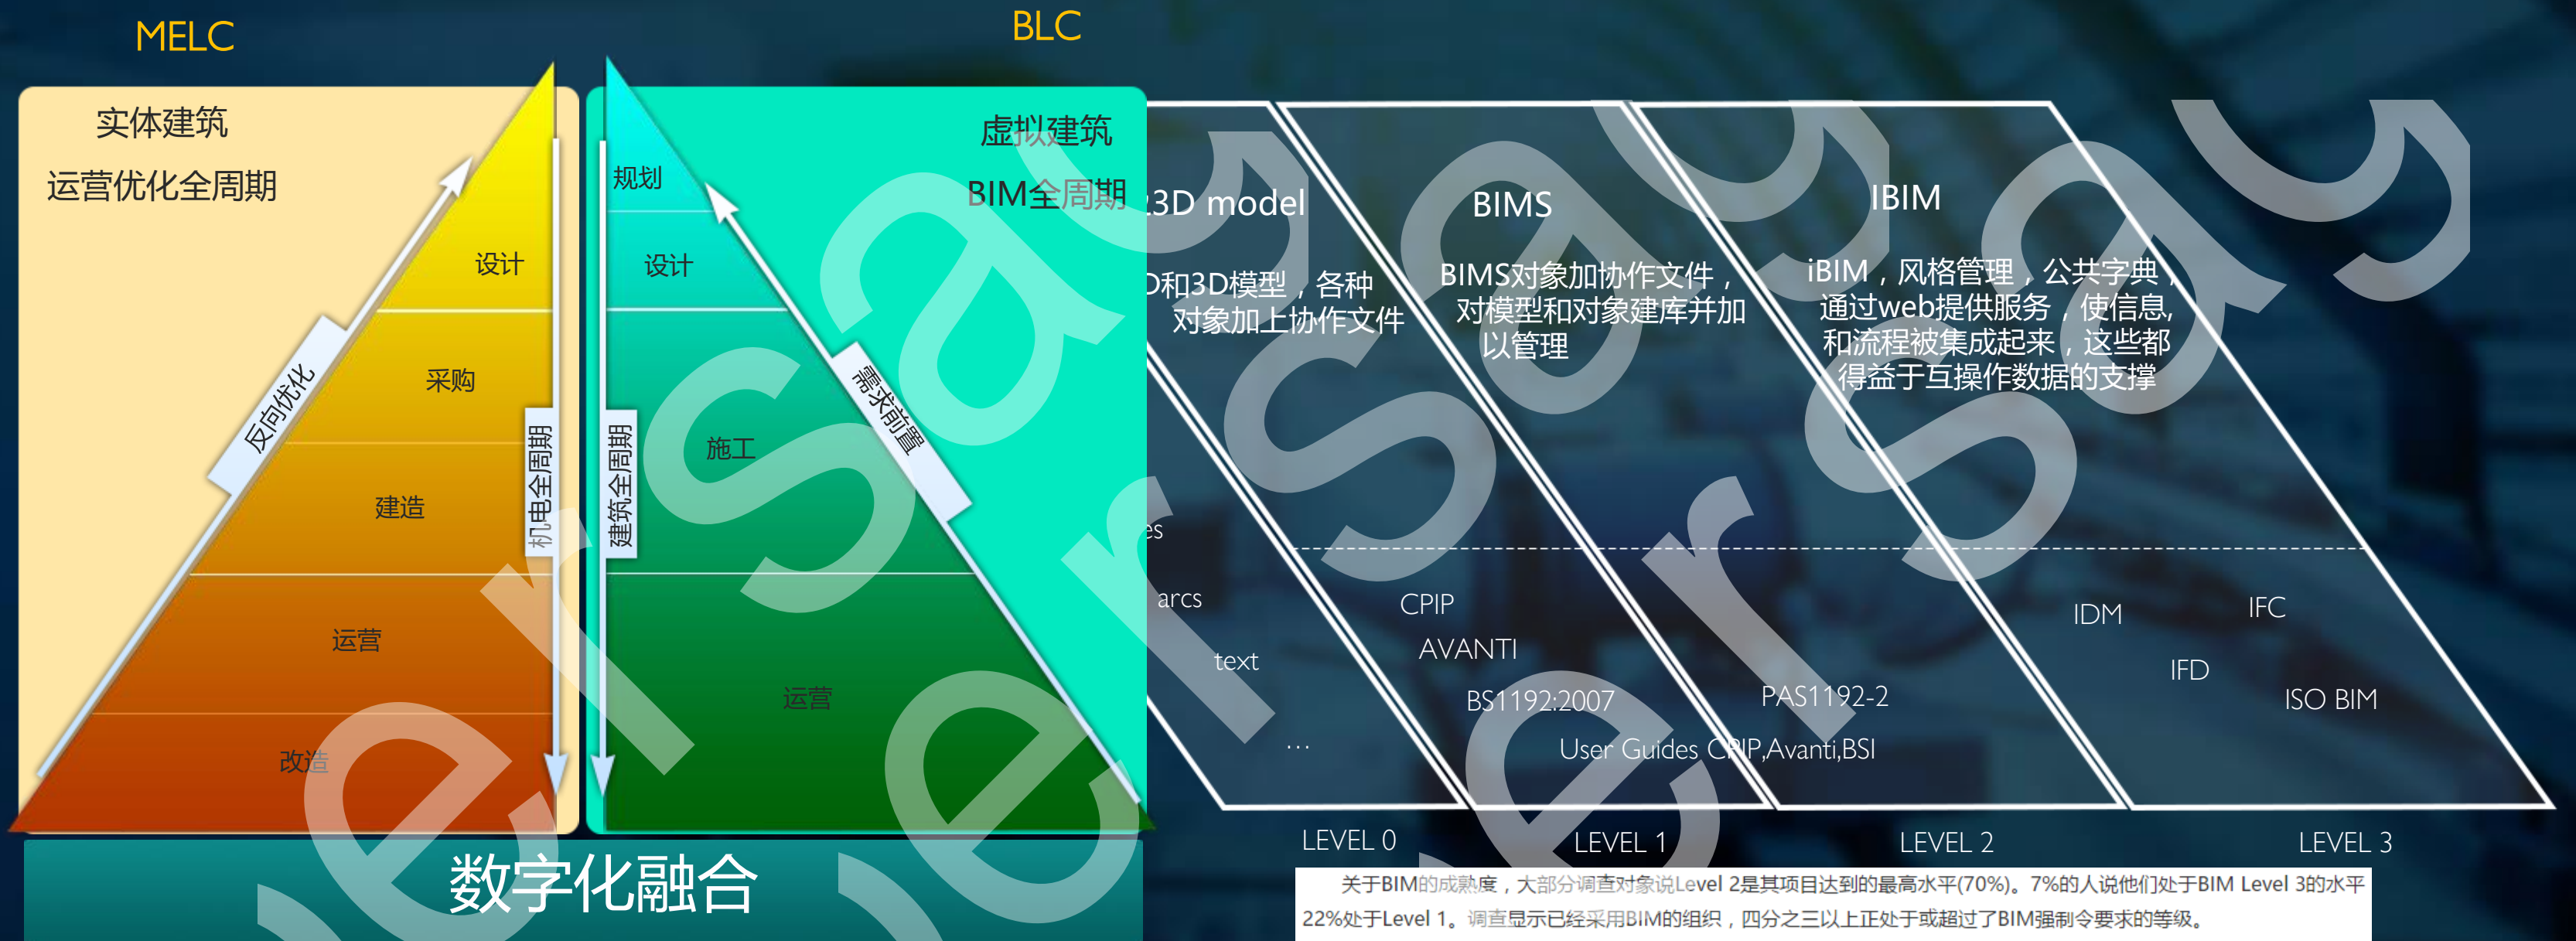 MELC
BLC
实体建筑
运营优化全周期
设计
采购
建造
运营
改造
反向优化
机电全周期
建筑全周期
虚拟建筑
BIM全周期
规划
设计
施工
运营
需求前置
数字化融合
3D model
和3D模型，各种
对象加上协作文件
es
arcs
text
...
BIMS
BIMS对象加协作文件，
对模型和对象建库并加
以管理
IBIM
iBIM，风格管理，公共字典，
通过web提供服务，使信息,
和流程被集成起来，这些都
得益于互操作数据的支撑
CPIP
AVANTI
BS1192:2007
PAS1192-2
User Guides CPIP,Avanti,BSI
IDM
IFC
IFD
ISO BIM
LEVEL 0
LEVEL 1
LEVEL 2
LEVEL 3
关于BIM的成熟度，大部分调查对象说Level 2是其项目达到的最高水平(70%)。7%的人说他们处于BIM Level 3的水平
22%处于Level 1。调查显示已经采用BIM的组织，四分之三以上正处于或超过了BIM强制令要求的等级。